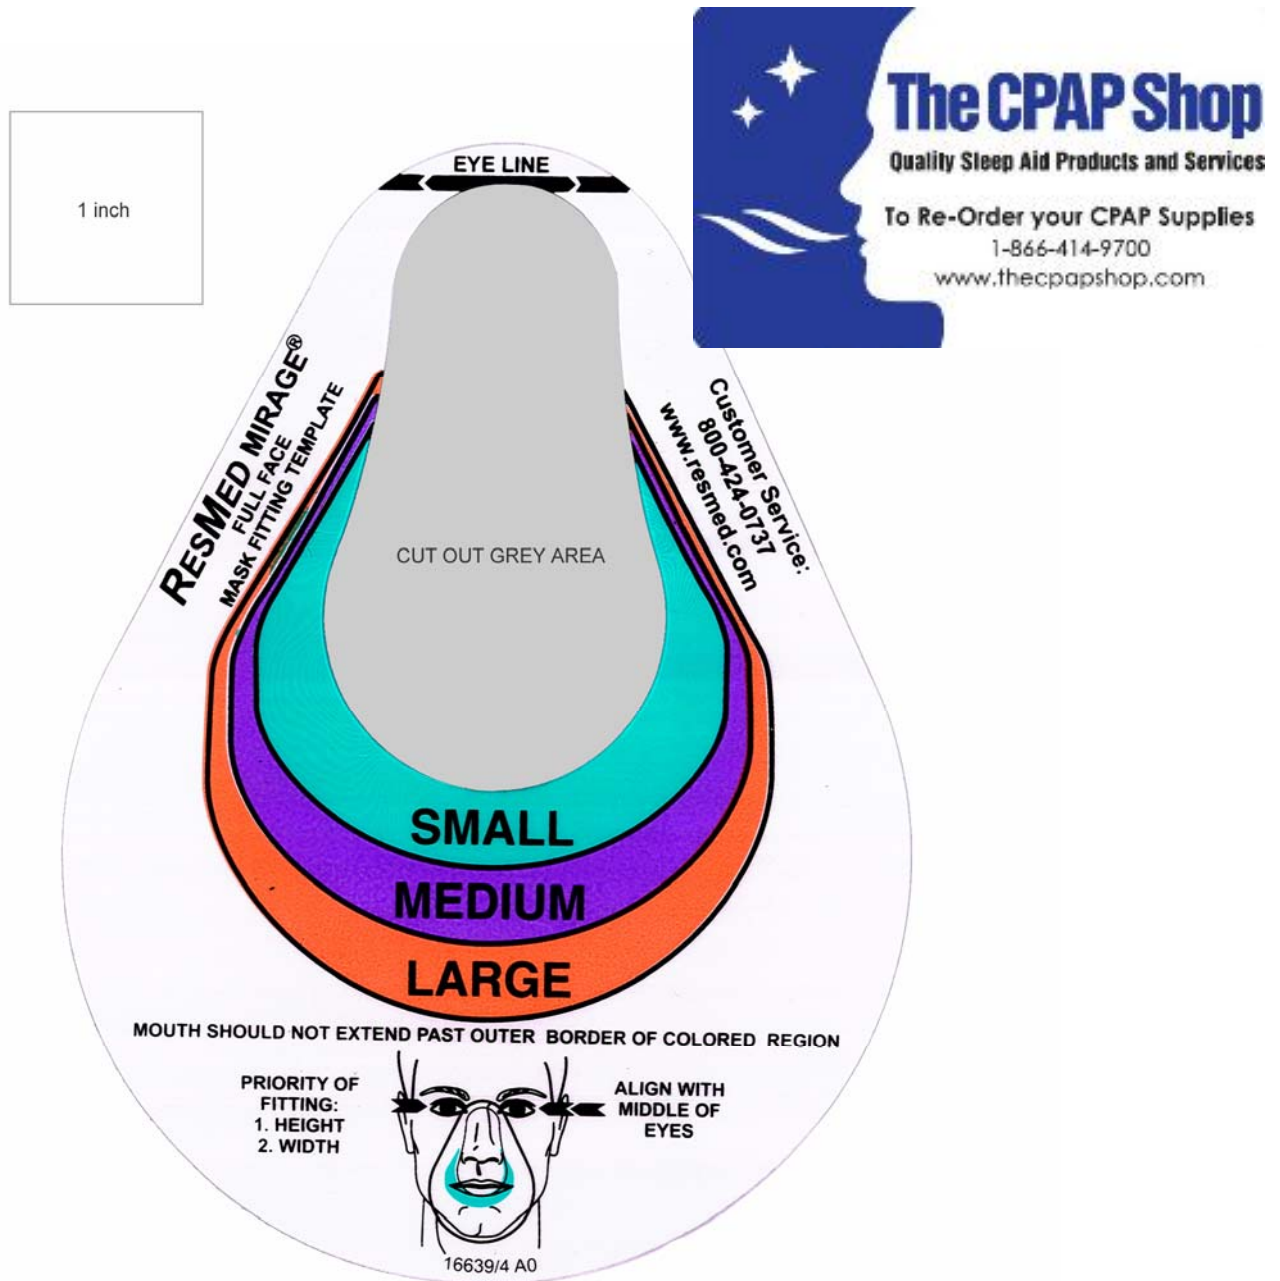 The CPAP Shop
Quality Sleep Aid Products and Services
To Re-Order your CPAP Supplies
1-866-414-9700
www.thecpapshop.com
1 inch
EYE LINE
RESMED MIRAGE®
FULL FACE
MASK FITTING TEMPLATE
Customer Service:
800-424-0737
www.resmed.com
CUT OUT GREY AREA
SMALL
MEDIUM
LARGE
MOUTH SHOULD NOT EXTEND PAST OUTER BORDER OF COLORED REGION
PRIORITY OF
FITTING:
1. HEIGHT
2. WIDTH
ALIGN WITH
MIDDLE OF
EYES
16639/4 A0